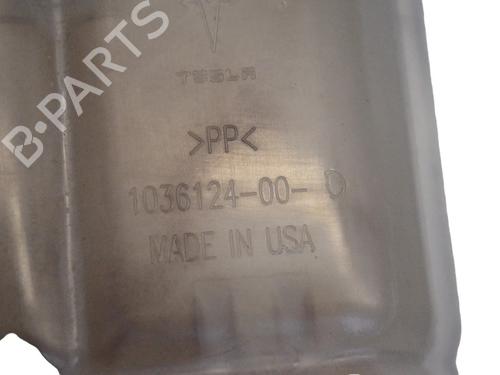 B-PARTS
TESLA
>PP<
1036124-00-D
MADE IN USA